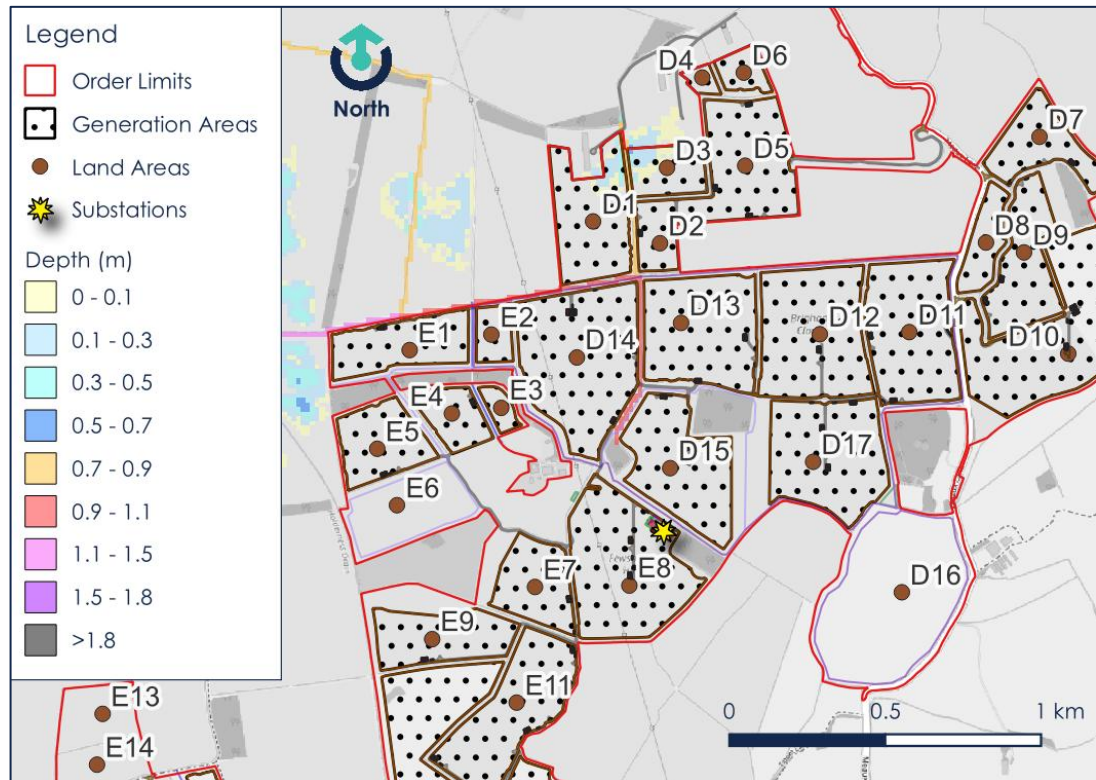 Legend
Order Limits
Generation Areas
Land Areas
Substations
Depth (m)
0 - 0.1
0.1 - 0.3
0.3 - 0.5
0.5 - 0.7
0.7 - 0.9
0.9 - 1.1
1.1 - 1.5
1.5 - 1.8
>1.8
North
D4
D6
D7
D3
D5
D1
D2
D8
D9
E1
E2
D14
D13
D12
D11
D10
E3
E4
E5
D15
D17
E6
E7
E8
D16
E9
E11
E13
E14
0
0.5
1 km